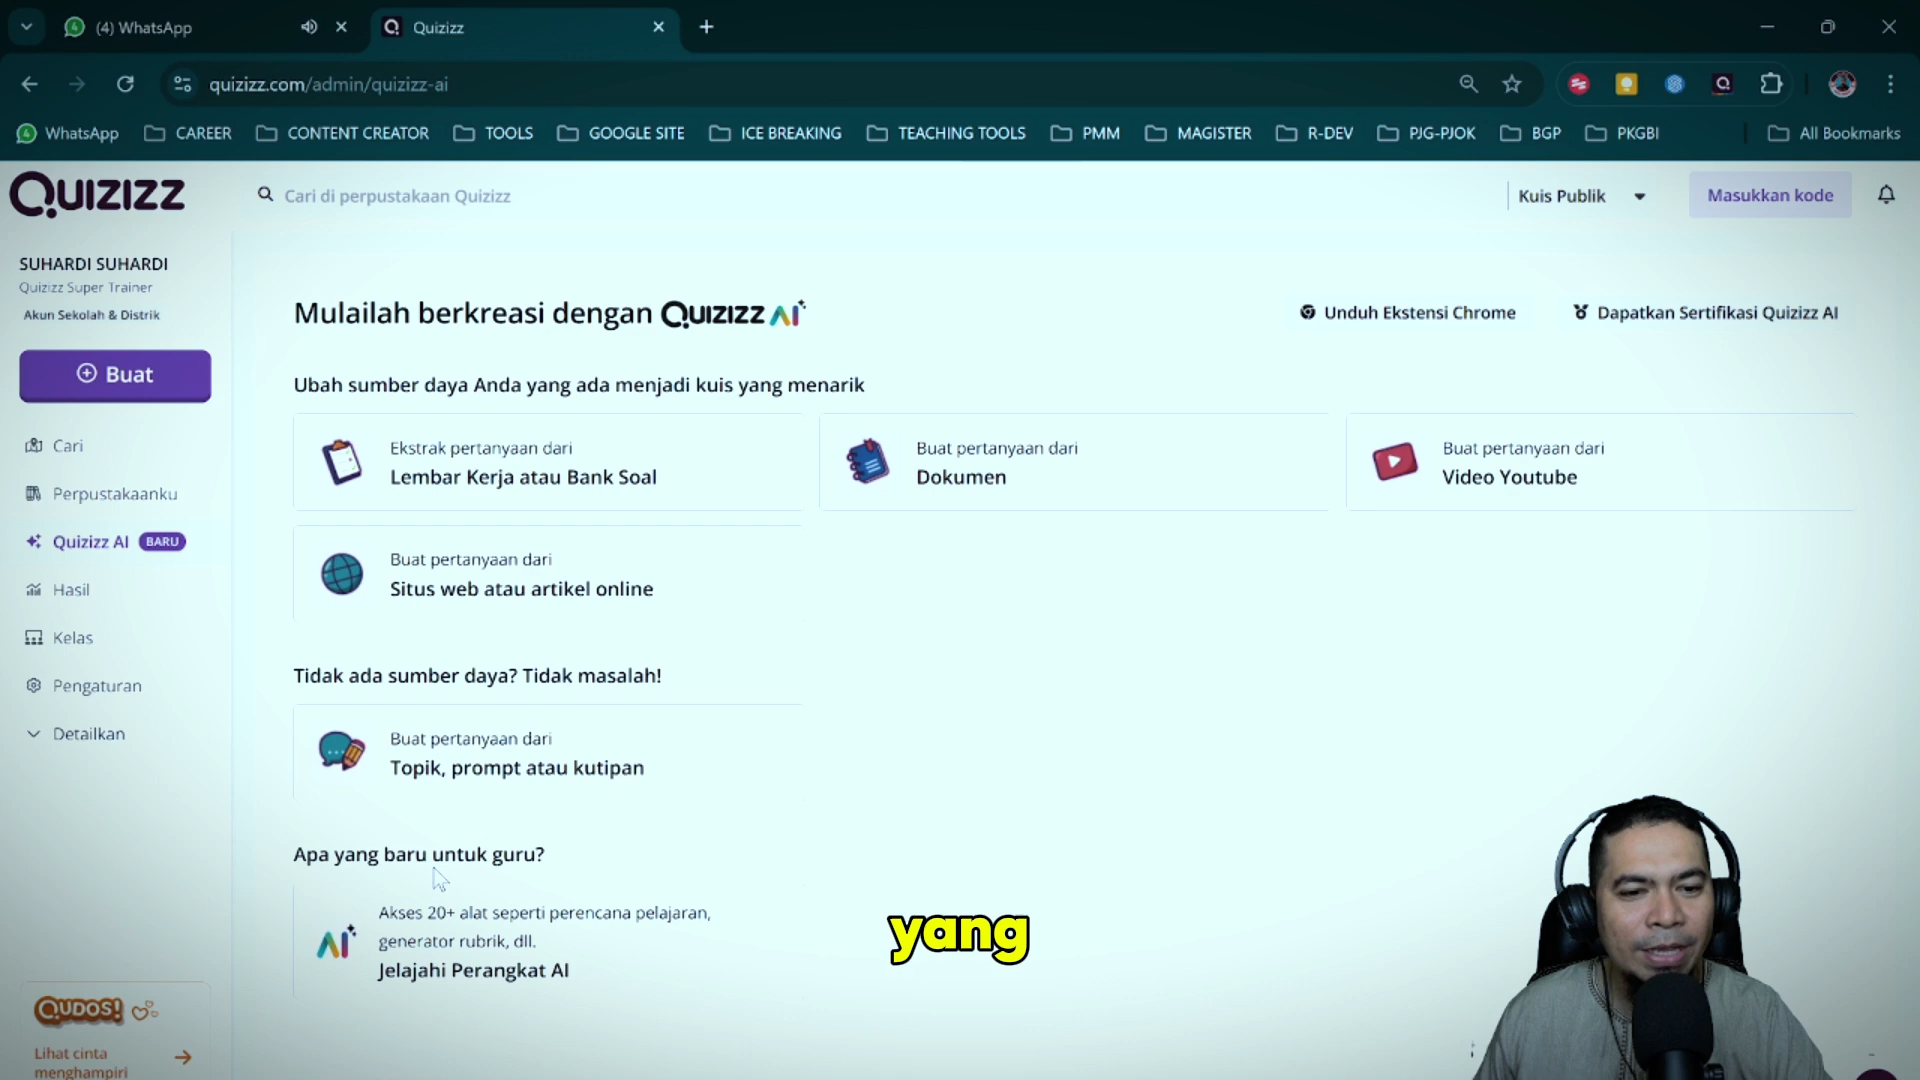 (4) WhatsApp
Quizizz
quizizz.com/admin/quizizz-ai
WhatsApp
CAREER
CONTENT CREATOR
TOOLS
GOOGLE SITE
ICE BREAKING
TEACHING TOOLS
PMM
MAGISTER
R-DEV
PJG-PJOK
BGP
PKGBI
All Bookmarks
QUIZIZZ
Cari di perpustakaan Quizizz
Kuis Publik
Masukkan kode
SUHARDI SUHARDI
Quizizz Super Trainer
Akun Sekolah & Distrik
Buat
Cari
Perpustakaanku
Quizizz AI BARU
Hasil
Kelas
Pengaturan
Detailkan
QUDOS!
Lihat cinta
menghampiri
Mulailah berkreasi dengan QUIZIZZ AI
Unduh Ekstensi Chrome
Dapatkan Sertifikasi Quizizz AI
Ubah sumber daya Anda yang ada menjadi kuis yang menarik
Ekstrak pertanyaan dari
Lembar Kerja atau Bank Soal
Buat pertanyaan dari
Dokumen
Buat pertanyaan dari
Video Youtube
Buat pertanyaan dari
Situs web atau artikel online
Tidak ada sumber daya? Tidak masalah!
Buat pertanyaan dari
Topik, prompt atau kutipan
Apa yang baru untuk guru?
AI
Akses 20+ alat seperti perencana pelajaran,
generator rubrik, dll.
Jelajahi Perangkat AI
yang